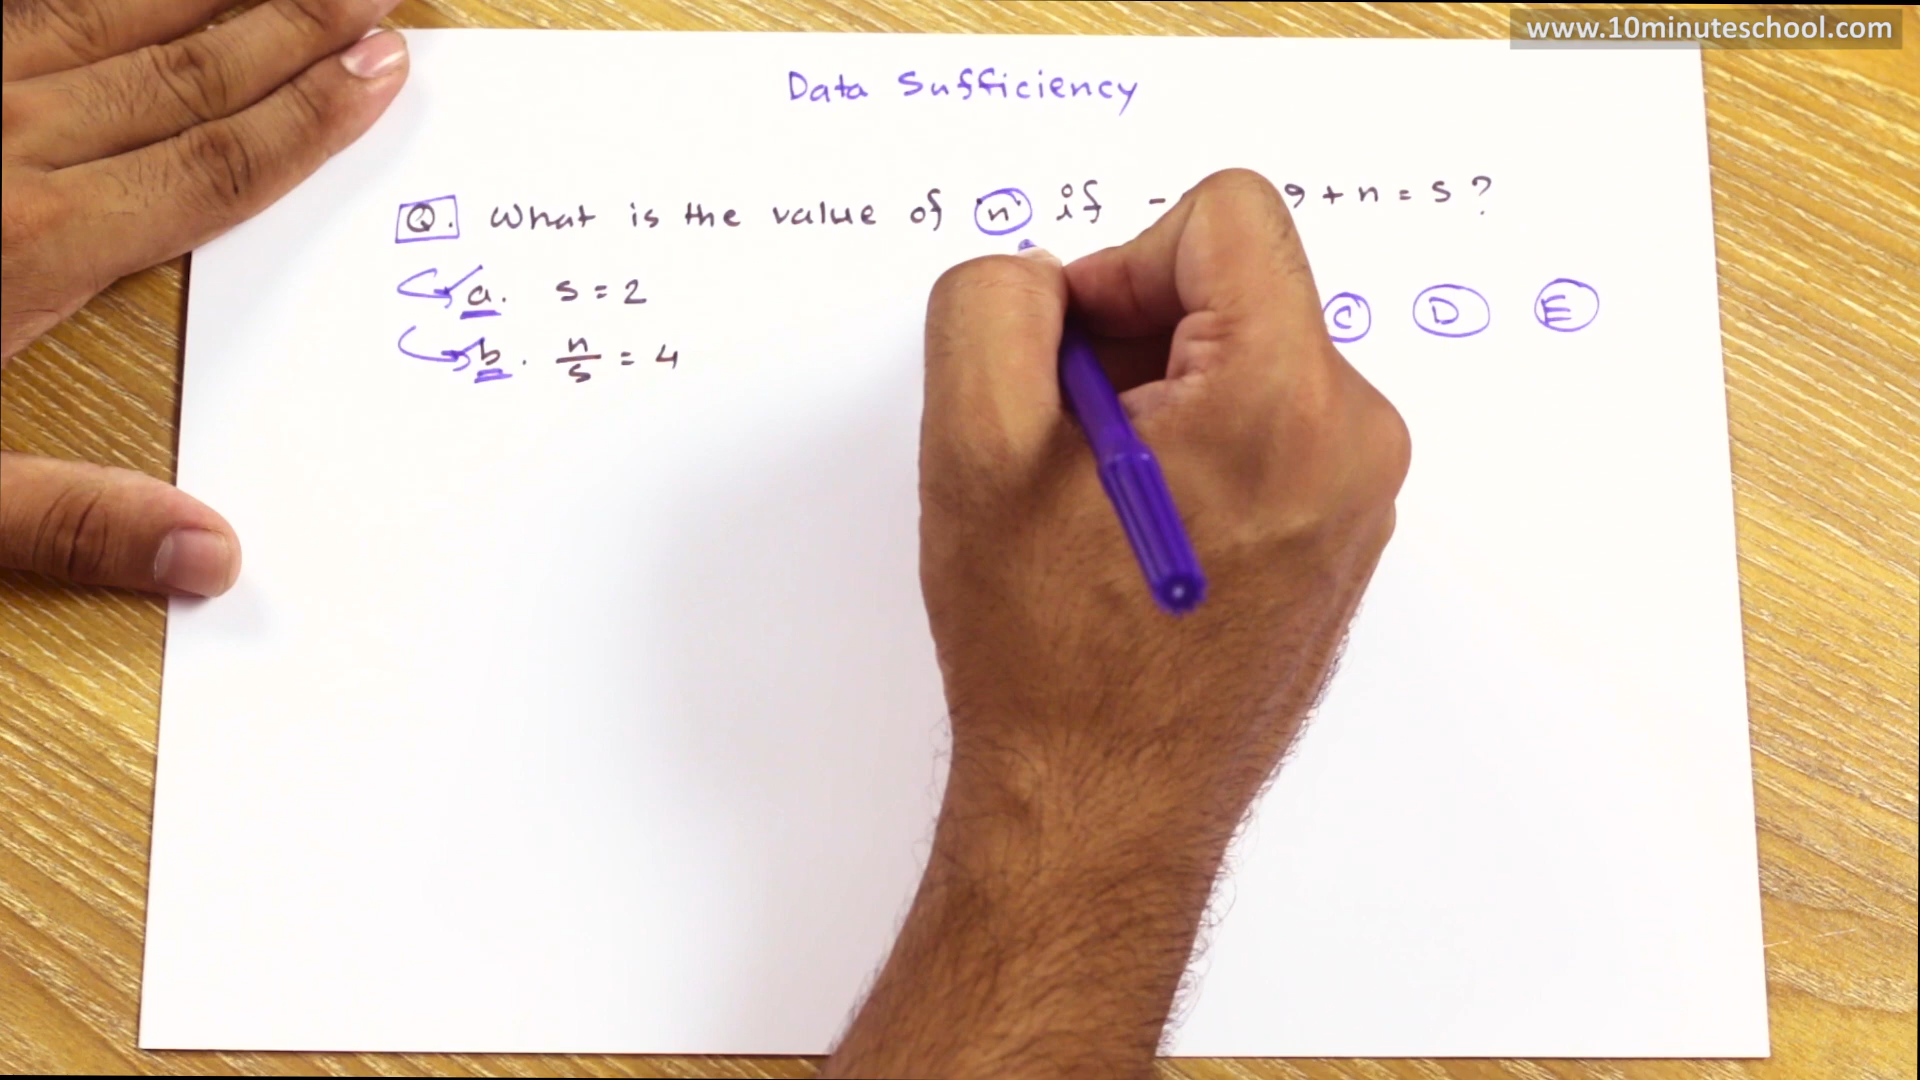 www.10minuteschool.com
Data Sufficiency
Q. What is the value of n if - 9 + n = s ?
a. s = 2
b. n/s = 4
C D E